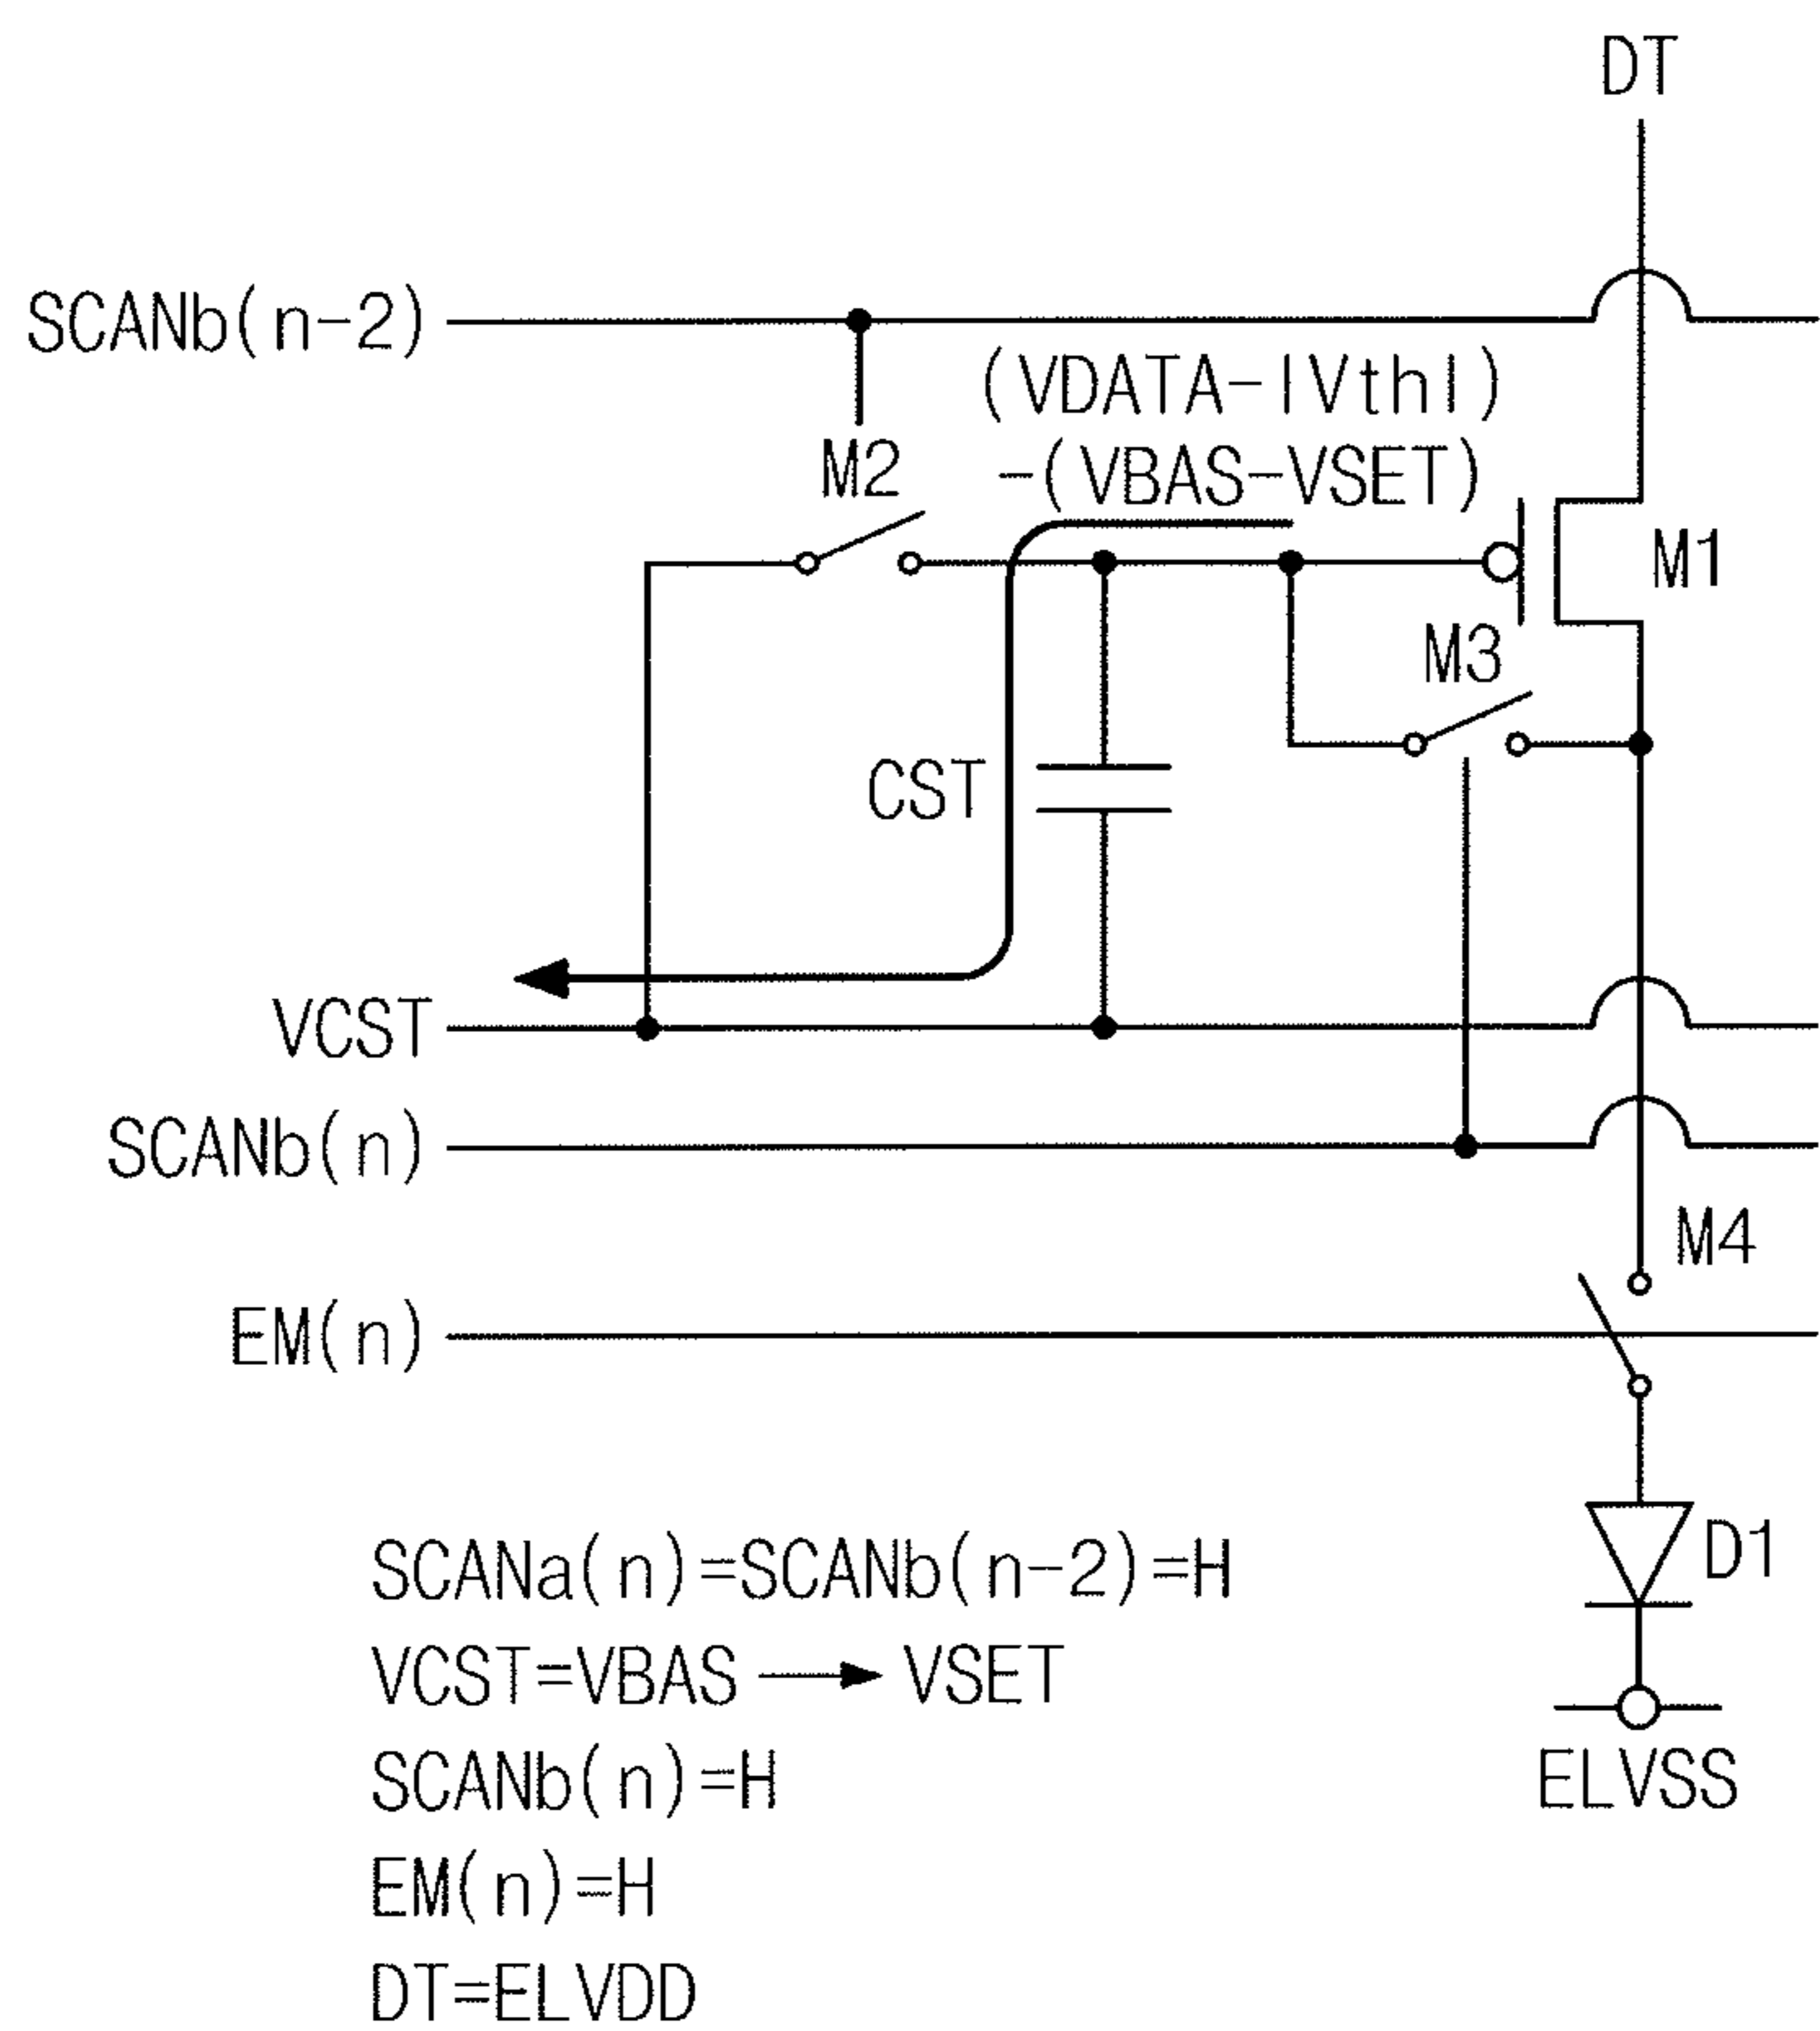 DT
SCANb(n-2)
(VDATA-|Vth|)
-(VBAS-VSET)
M2
M1
M3
CST
VCST
SCANb(n)
M4
EM(n)
D1
ELVSS
SCANa(n)=SCANb(n-2)=H
VCST=VBAS → VSET
SCANb(n)=H
EM(n)=H
DT=ELVDD